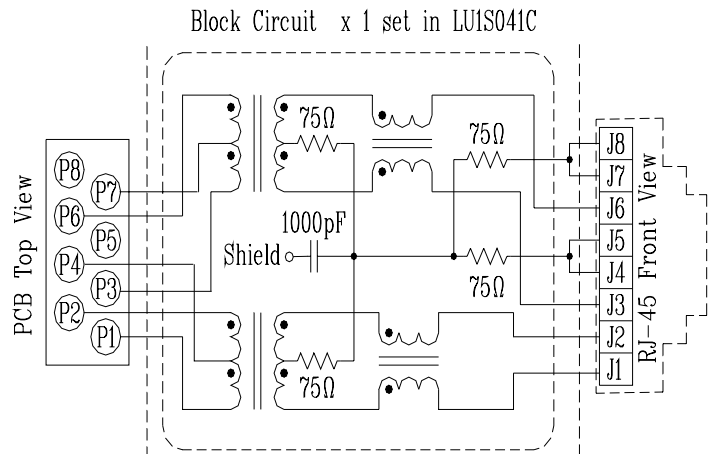 Block Circuit x 1 set in LU1S041C
PCB Top View
P8
P7
P6
P5
P4
P3
P2
P1
75Ω
75Ω
1000pF
Shield
75Ω
75Ω
J8
J7
J6
J5
J4
J3
J2
J1
RJ-45 Front View